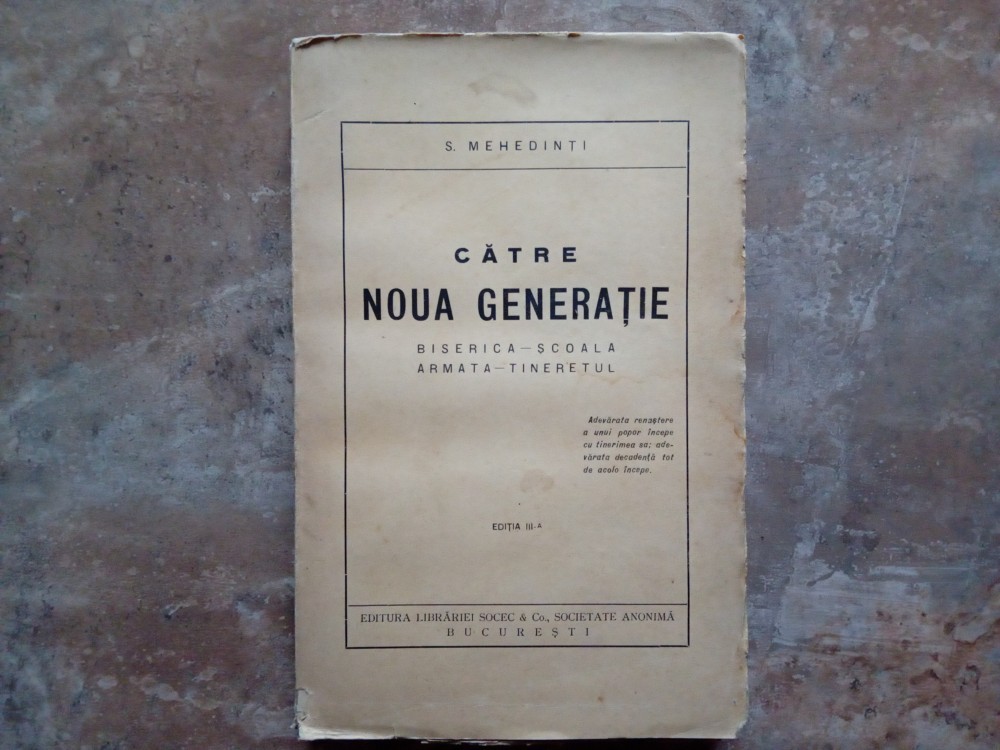 S. MEHEDINȚI
CĂTRE
NOUA GENERAȚIE
BISERICA—ȘCOALA
ARMATA—TINERETUL
Adevărata renaștere
a unui popor începe
cu tinerimea sa; ade-
vărata decadență tot
de acolo începe.
EDIȚIA III-A
EDITURA LIBRĂRIEI SOCEC & Co., SOCIETATE ANONIMĂ
BUCUREȘTI